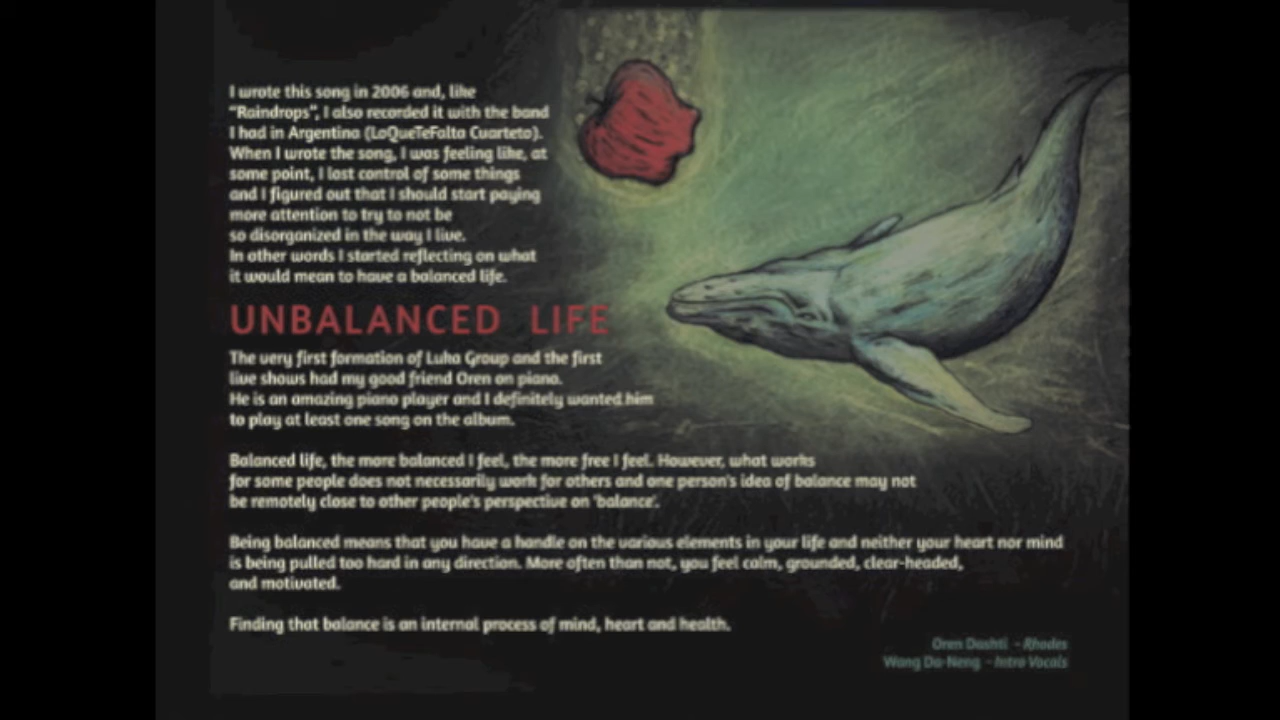 I wrote this song in 2006 and, like
"Raindrops", I also recorded it with the band
I had in Argentina (LoQueTeFalta Cuarteto).
When I wrote the song, I was feeling like, at
some point, I lost control of some things
and I figured out that I should start paying
more attention to try to not be
so disorganized in the way I live.
In other words I started reflecting on what
it would mean to have a balanced life.
UNBALANCED LIFE
The very first formation of Luka Group and the first
live shows had my good friend Oren on piano.
He is an amazing piano player and I definitely wanted him
to play at least one song on the album.
Balanced life, the more balanced I feel, the more free I feel. However, what works
for some people does not necessarily work for others and one person's idea of balance may not
be remotely close to other people's perspective on 'balance'.
Being balanced means that you have a handle on the various elements in your life and neither your heart nor mind
is being pulled too hard in any direction. More often than not, you feel calm, grounded, clear-headed,
and motivated.
Finding that balance is an internal process of mind, heart and health.
Oren Dashti - Rhodes
Wang Da-Neng - Intro Vocals